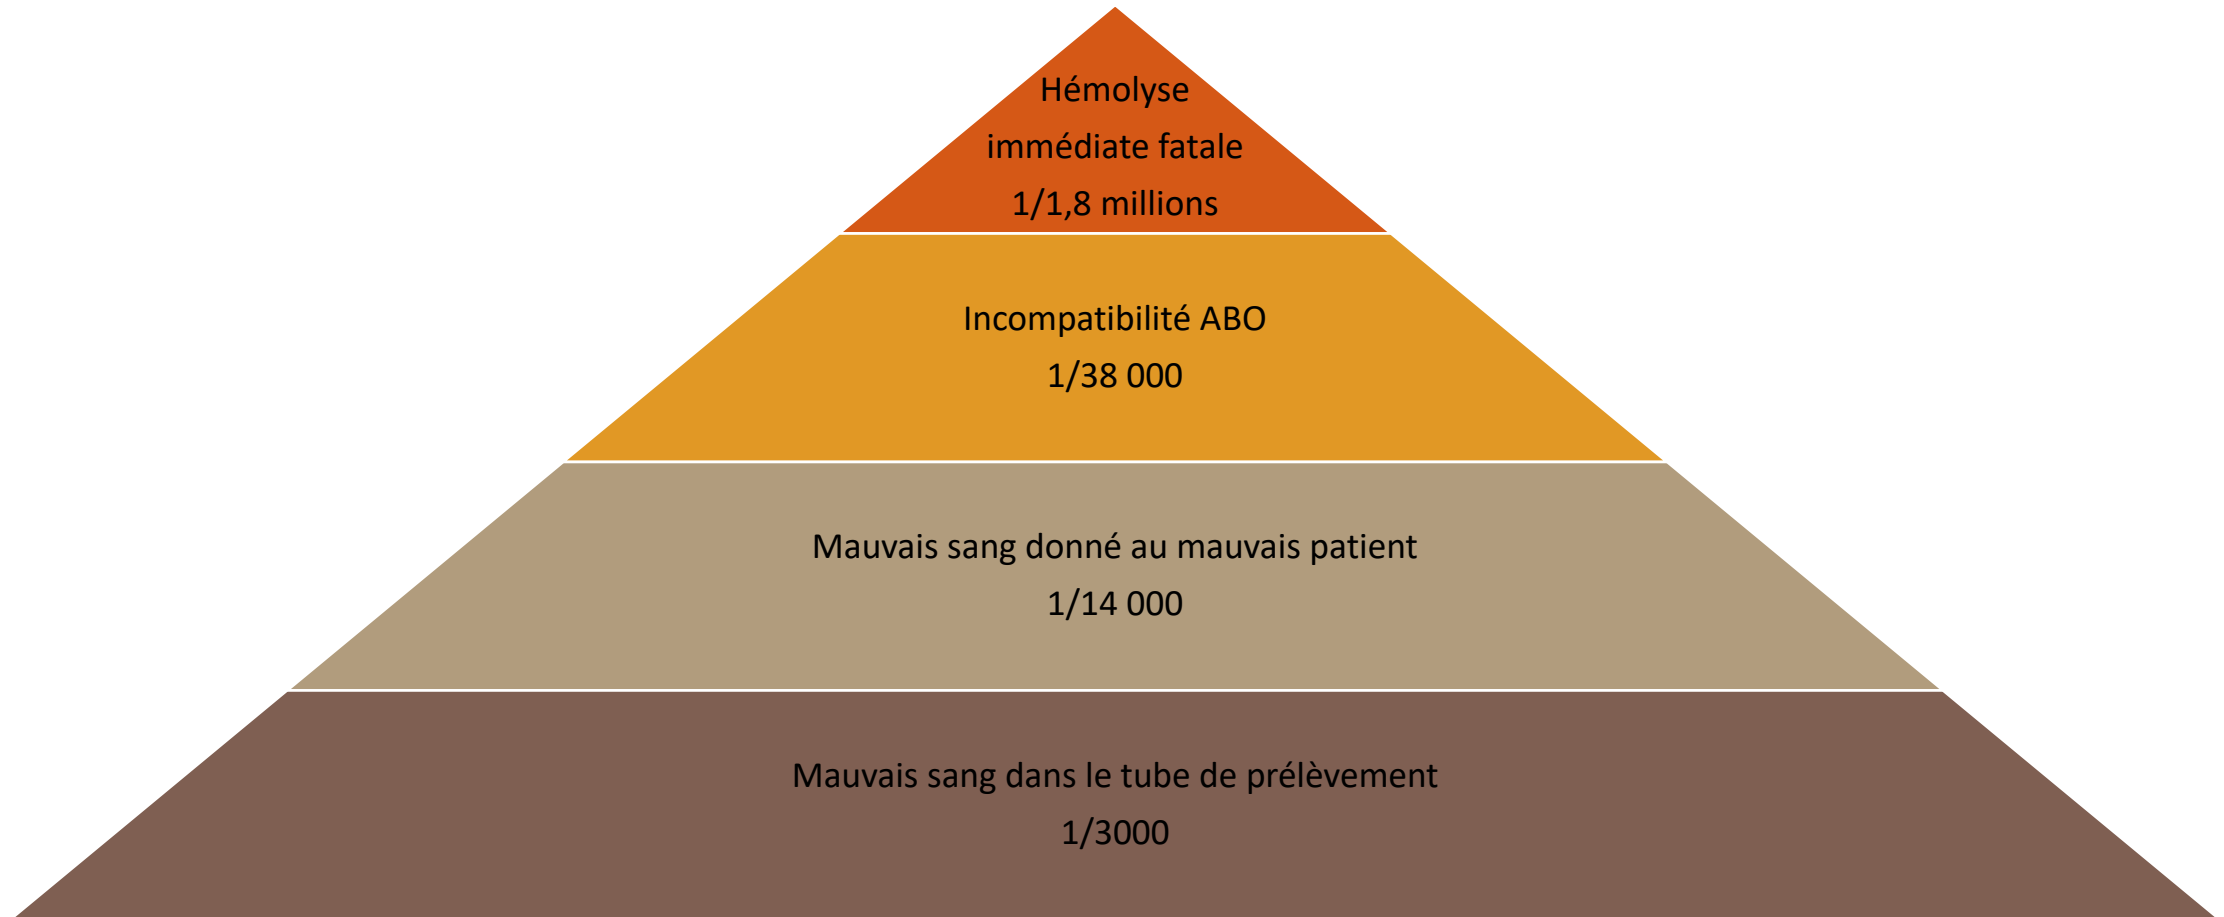 Hémolyse
immédiate fatale
1/1,8 millions
Incompatibilité ABO
1/38 000
Mauvais sang donné au mauvais patient
1/14 000
Mauvais sang dans le tube de prélèvement
1/3000